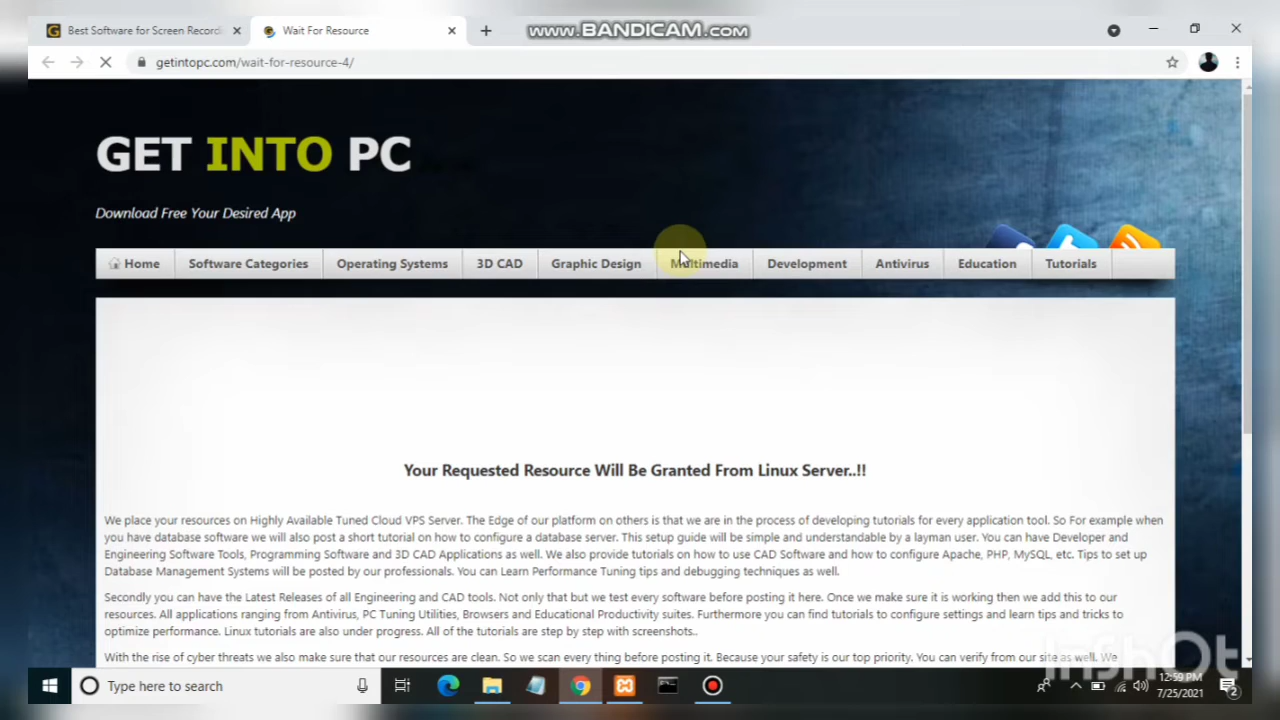 Best Software for Screen Recordi
Wait For Resource
www.BANDICAM.com
getintopc.com/wait-for-resource-4/
GET INTO PC
Download Free Your Desired App
Home
Software Categories
Operating Systems
3D CAD
Graphic Design
Multimedia
Development
Antivirus
Education
Tutorials
Your Requested Resource Will Be Granted From Linux Server..!!
We place your resources on Highly Available Tuned Cloud VPS Server. The Edge of our platform on others is that we are in the process of developing tutorials for every application tool. So For example when
you have database software we will also post a short tutorial on how to configure a database server. This setup guide will be simple and understandable by a layman user. You can have Developer and
Engineering Software Tools, Programming Software and 3D CAD Applications as well. We also provide tutorials on how to use CAD Software and how to configure Apache, PHP, MySQL, etc. Tips to set up
Database Management Systems will be posted by our professionals. You can Learn Performance Tuning tips and debugging techniques as well.
Secondly you can have the Latest Releases of all Engineering and CAD tools. Not only that but we test every software before posting it here. Once we make sure it is working then we add this to our
resources. All applications ranging from Antivirus, PC Tuning Utilities, Browsers and Educational Productivity suites. Furthermore you can find tutorials to configure settings and learn tips and tricks to
optimize performance. Linux tutorials are also under progress. All of the tutorials are step by step with screenshots..
With the rise of cyber threats we also make sure that our resources are clean. So we scan every thing before posting it. Because your safety is our top priority. You can verify from our site as well. We
InShOt
Type here to search
12:59 PM
7/25/2021
2